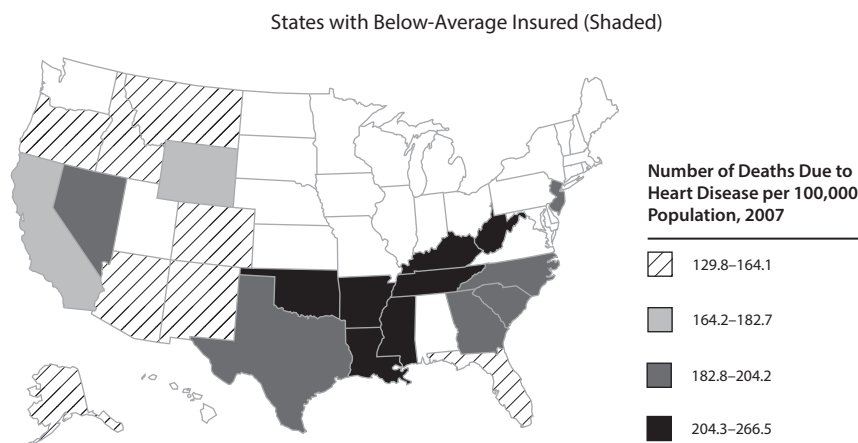 States with Below-Average Insured (Shaded)
Number of Deaths Due to
Heart Disease per 100,000
Population, 2007
129.8–164.1
164.2–182.7
182.8–204.2
204.3–266.5